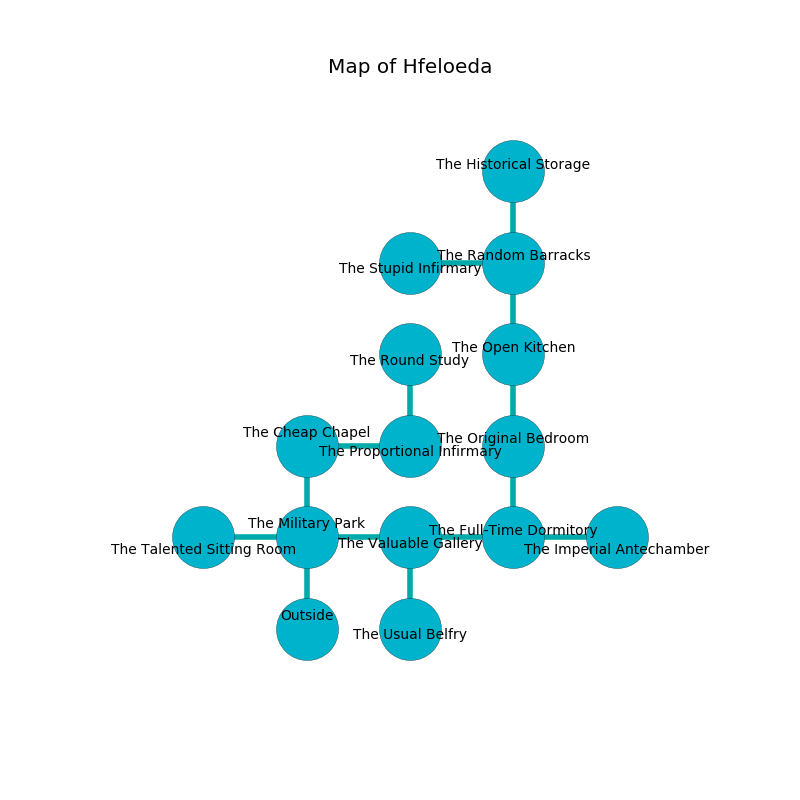 Map of Hfeloeda
The Historical Storage
The Random Barracks
The Stupid Infirmary
The Open Kitchen
The Round Study
The Cheap Chapel
The Original Bedroom
The Proportional Infirmary
The Military Park
The Full-Time Dormitory
The Valuable Gallery
The Talented Sitting Room
The Imperial Antechamber
Outside
The Usual Belfry